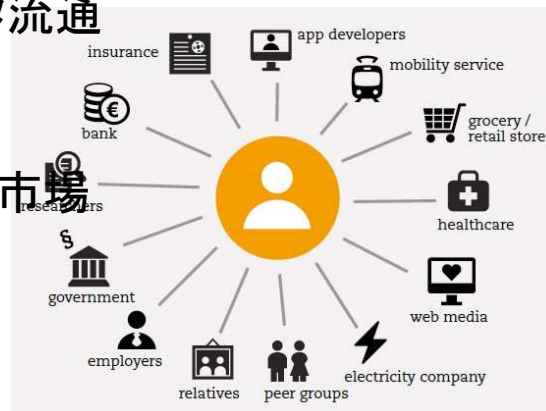 流通
insurance
app developers
mobility service
bank
€
grocery /
retail store
市場
researchers
healthcare
§
government
web media
employers
relatives
peer groups
electricity company